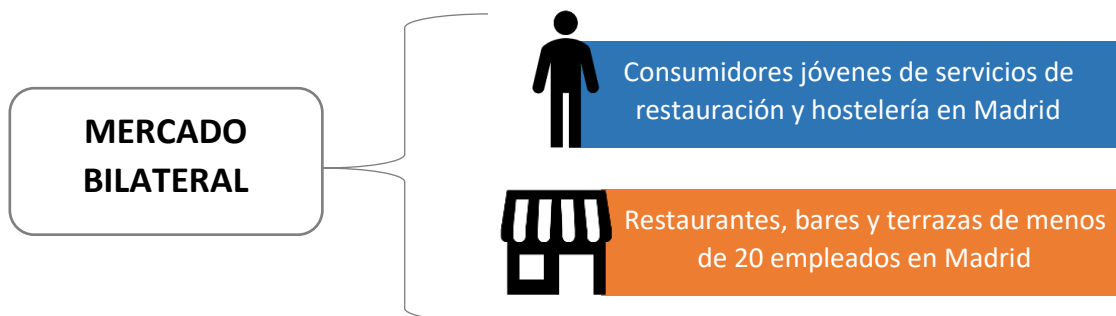 MERCADO
BILATERAL
Consumidores jóvenes de servicios de
restauración y hostelería en Madrid
Restaurantes, bares y terrazas de menos
de 20 empleados en Madrid